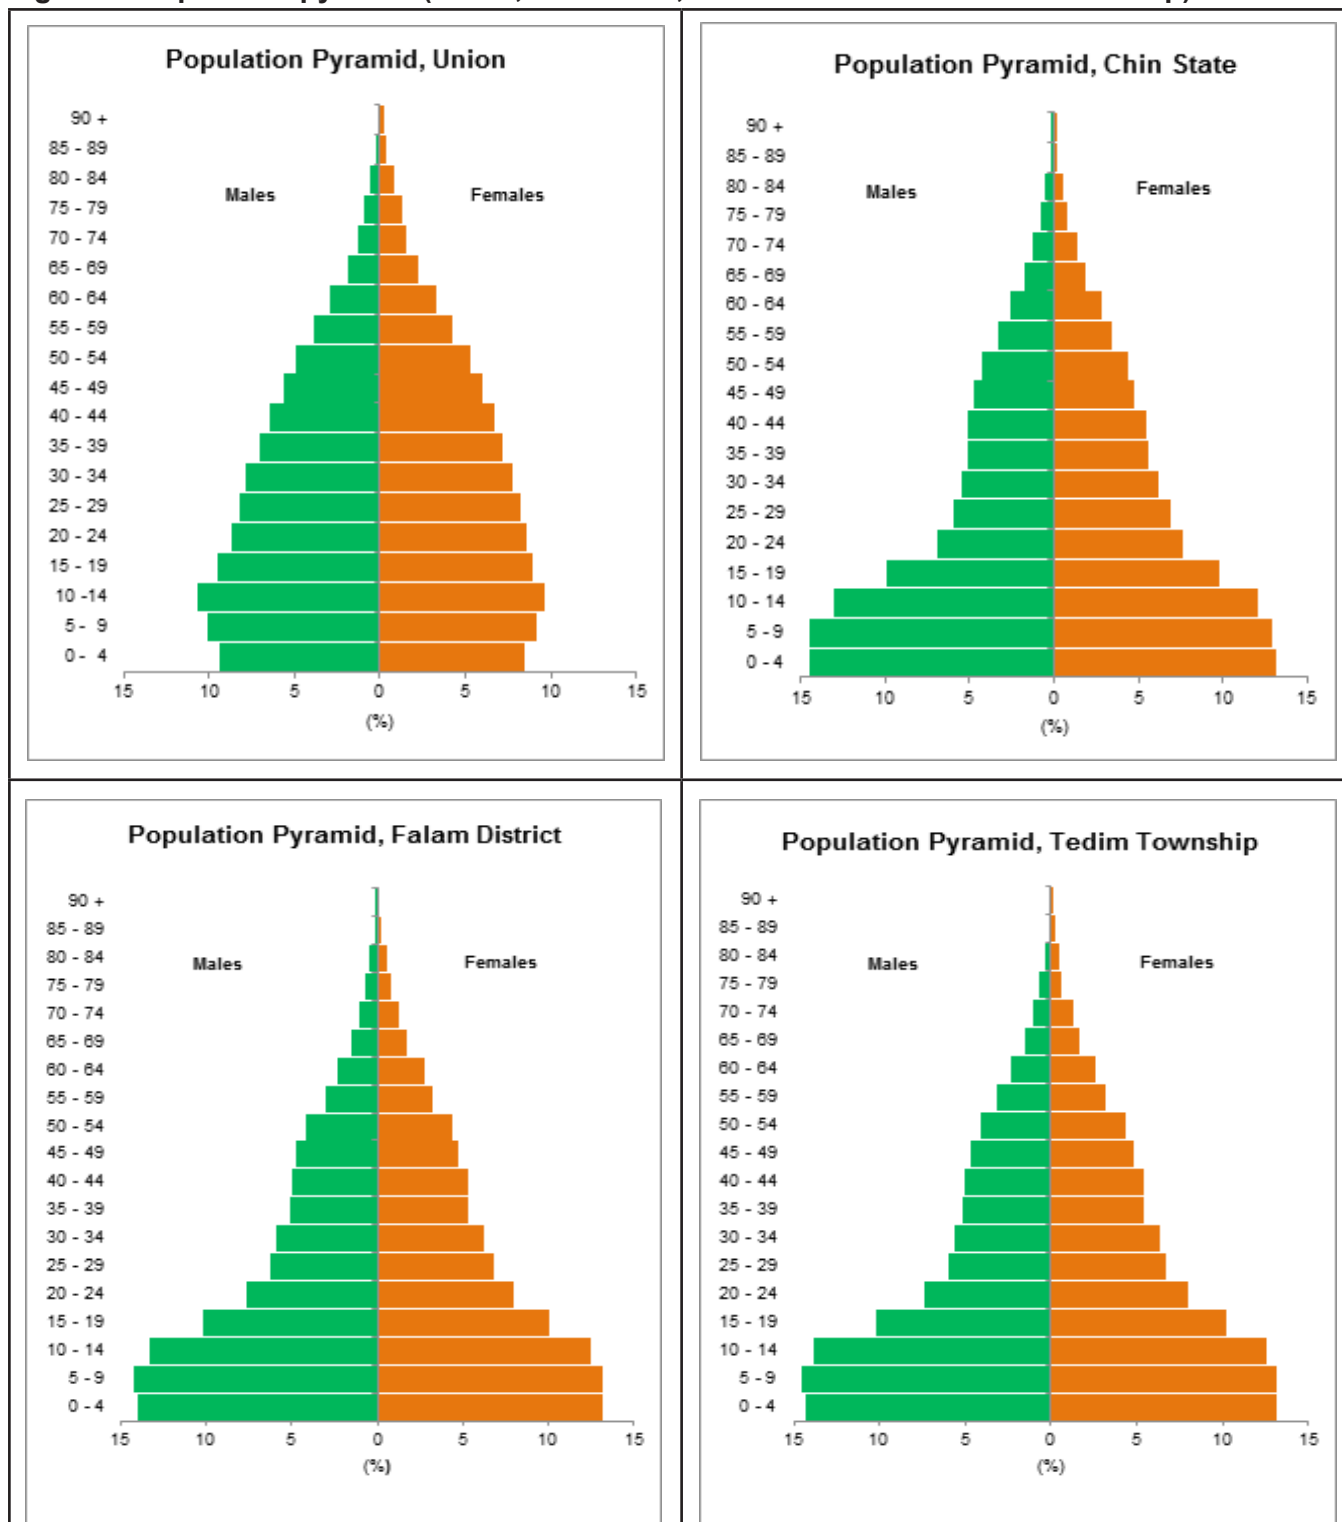 Population Pyramid, Union
90 +
85 - 89
80 - 84
75 - 79
70 - 74
65 - 69
60 - 64
55 - 59
50 - 54
45 - 49
40 - 44
35 - 39
30 - 34
25 - 29
20 - 24
15 - 19
10 -14
5 - 9
0 - 4
Males
Females
15 10 5 0 5 10 15
(%)
Population Pyramid, Chin State
90 +
85 - 89
80 - 84
75 - 79
70 - 74
65 - 69
60 - 64
55 - 59
50 - 54
45 - 49
40 - 44
35 - 39
30 - 34
25 - 29
20 - 24
15 - 19
10 - 14
5 - 9
0 - 4
Males
Females
15 10 5 0 5 10 15
(%)
Population Pyramid, Falam District
90 +
85 - 89
80 - 84
75 - 79
70 - 74
65 - 69
60 - 64
55 - 59
50 - 54
45 - 49
40 - 44
35 - 39
30 - 34
25 - 29
20 - 24
15 - 19
10 - 14
5 - 9
0 - 4
Males
Females
15 10 5 0 5 10 15
(%)
Population Pyramid, Tedim Township
90 +
85 - 89
80 - 84
75 - 79
70 - 74
65 - 69
60 - 64
55 - 59
50 - 54
45 - 49
40 - 44
35 - 39
30 - 34
25 - 29
20 - 24
15 - 19
10 - 14
5 - 9
0 - 4
Males
Females
15 10 5 0 5 10 15
(%)